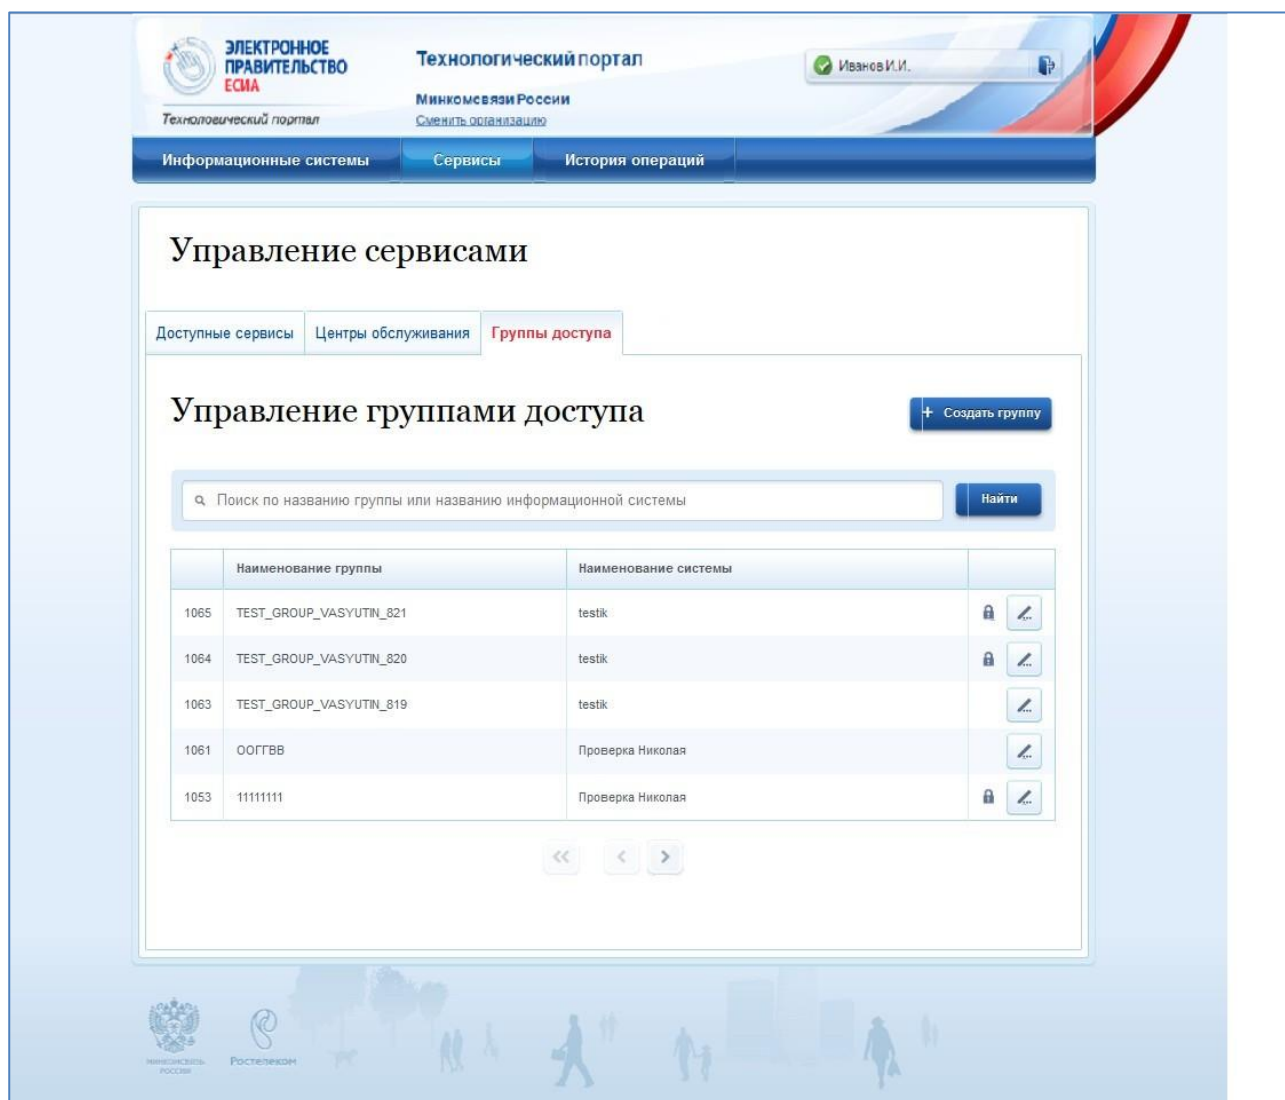 ЭЛЕКТРОННОЕ
ПРАВИТЕЛЬСТВО
ЕСИА
Технологический портал
Технологический портал
Минкомсвязи России
Сменить организацию
Иванов И.И.
Информационные системы
Сервисы
История операций
Управление сервисами
Доступные сервисы
Центры обслуживания
Группы доступа
Управление группами доступа
+ Создать группу
Поиск по названию группы или названию информационной системы
Найти
Наименование группы Наименование системы
1065 TEST_GROUP_VASYUTIN_821 testik
1064 TEST_GROUP_VASYUTIN_820 testik
1063 TEST_GROUP_VASYUTIN_819 testik
1061 ООГГВВ Проверка Николая
1053 11111111 Проверка Николая
МИНКОМСВЯЗЬ
РОССИИ
Ростелеком